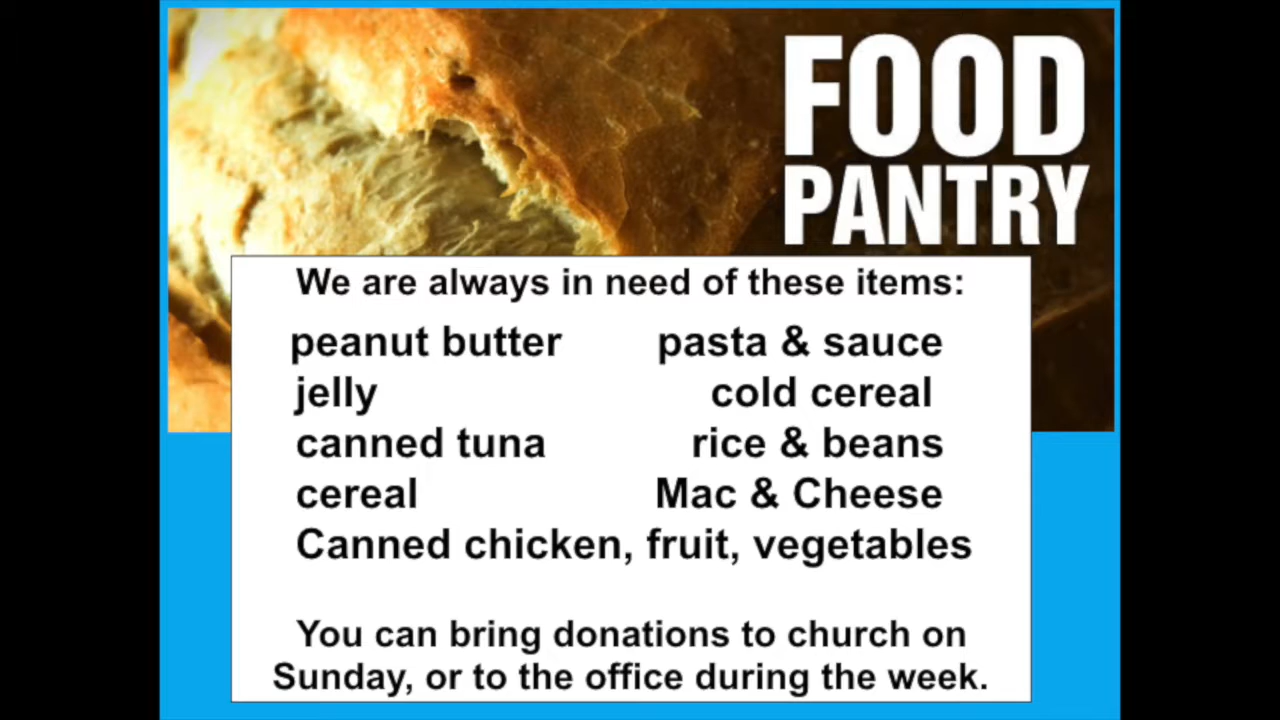 FOOD
PANTRY
We are always in need of these items:
peanut butter pasta & sauce
jelly cold cereal
canned tuna rice & beans
cereal Mac & Cheese
Canned chicken, fruit, vegetables
You can bring donations to church on
Sunday, or to the office during the week.